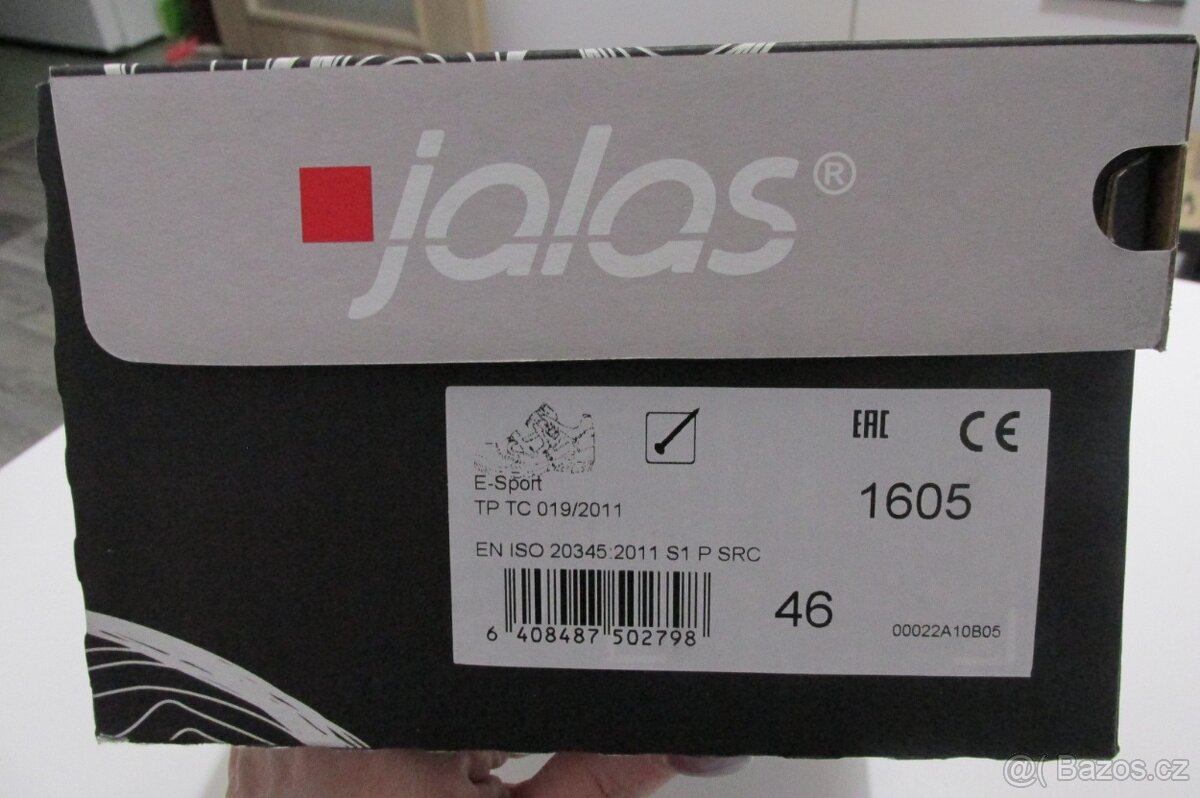 jalas®
EAC CE
E-Sport
1605
TP TC 019/2011
EN ISO 20345:2011 S1 P SRC
46
6 408487 502798
00022A10B05
@( Bazos.cz